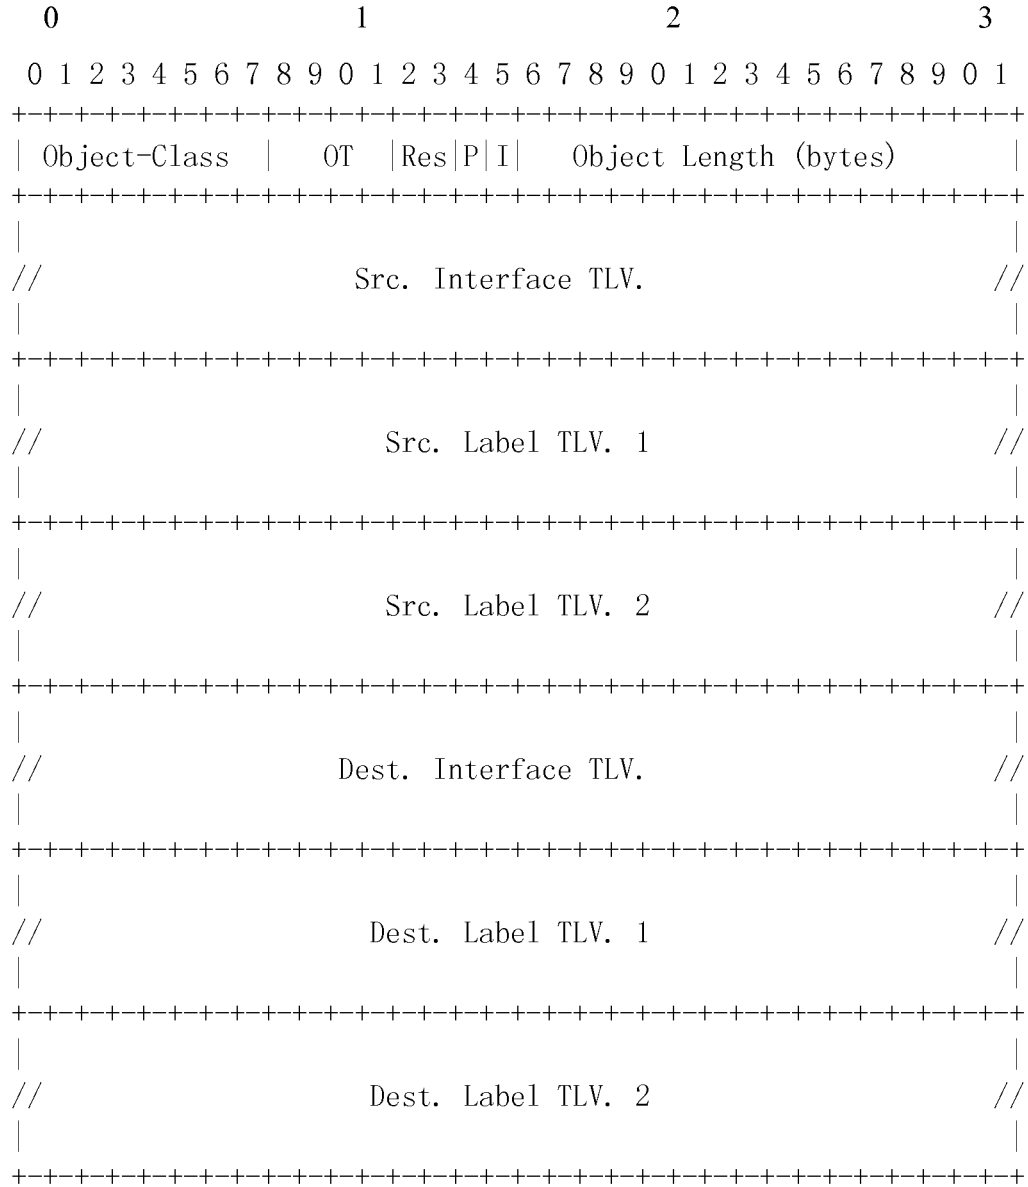 0 1 2 3
0 1 2 3 4 5 6 7 8 9 0 1 2 3 4 5 6 7 8 9 0 1 2 3 4 5 6 7 8 9 0 1
+-+-+-+-+-+-+-+-+-+-+-+-+-+-+-+-+-+-+-+-+-+-+-+-+-+-+-+-+-+-+-+-+
| Object-Class | OT |Res|P|I| Object Length (bytes) |
+-+-+-+-+-+-+-+-+-+-+-+-+-+-+-+-+-+-+-+-+-+-+-+-+-+-+-+-+-+-+-+-+
| |
// Src. Interface TLV. //
| |
+-+-+-+-+-+-+-+-+-+-+-+-+-+-+-+-+-+-+-+-+-+-+-+-+-+-+-+-+-+-+-+-+
| |
// Src. Label TLV. 1 //
| |
+-+-+-+-+-+-+-+-+-+-+-+-+-+-+-+-+-+-+-+-+-+-+-+-+-+-+-+-+-+-+-+-+
| |
// Src. Label TLV. 2 //
| |
+-+-+-+-+-+-+-+-+-+-+-+-+-+-+-+-+-+-+-+-+-+-+-+-+-+-+-+-+-+-+-+-+
| |
// Dest. Interface TLV. //
| |
+-+-+-+-+-+-+-+-+-+-+-+-+-+-+-+-+-+-+-+-+-+-+-+-+-+-+-+-+-+-+-+-+
| |
// Dest. Label TLV. 1 //
| |
+-+-+-+-+-+-+-+-+-+-+-+-+-+-+-+-+-+-+-+-+-+-+-+-+-+-+-+-+-+-+-+-+
| |
// Dest. Label TLV. 2 //
| |
+-+-+-+-+-+-+-+-+-+-+-+-+-+-+-+-+-+-+-+-+-+-+-+-+-+-+-+-+-+-+-+-+